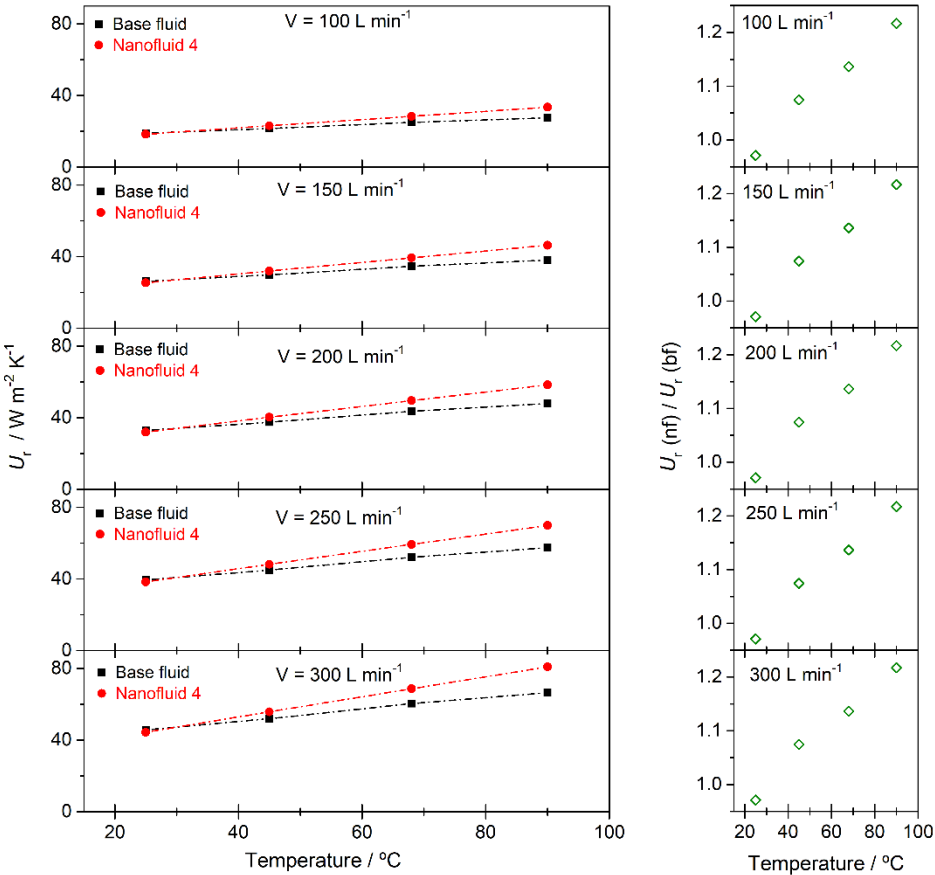 80
40
0
Base fluid
Nanofluid 4
V = 100 L min⁻¹
80
40
0
Base fluid
Nanofluid 4
V = 150 L min⁻¹
80
40
0
Base fluid
Nanofluid 4
V = 200 L min⁻¹
80
40
0
Base fluid
Nanofluid 4
V = 250 L min⁻¹
80
40
0
Base fluid
Nanofluid 4
V = 300 L min⁻¹
20 40 60 80 100
Temperature / ºC
Uᵣ / W m⁻² K⁻¹
1.2
1.1
1.0
100 L min⁻¹
1.2
1.1
1.0
150 L min⁻¹
1.2
1.1
1.0
200 L min⁻¹
1.2
1.1
1.0
250 L min⁻¹
1.2
1.1
1.0
300 L min⁻¹
20 40 60 80 100
Temperature / ºC
Uᵣ (nf) / Uᵣ (bf)